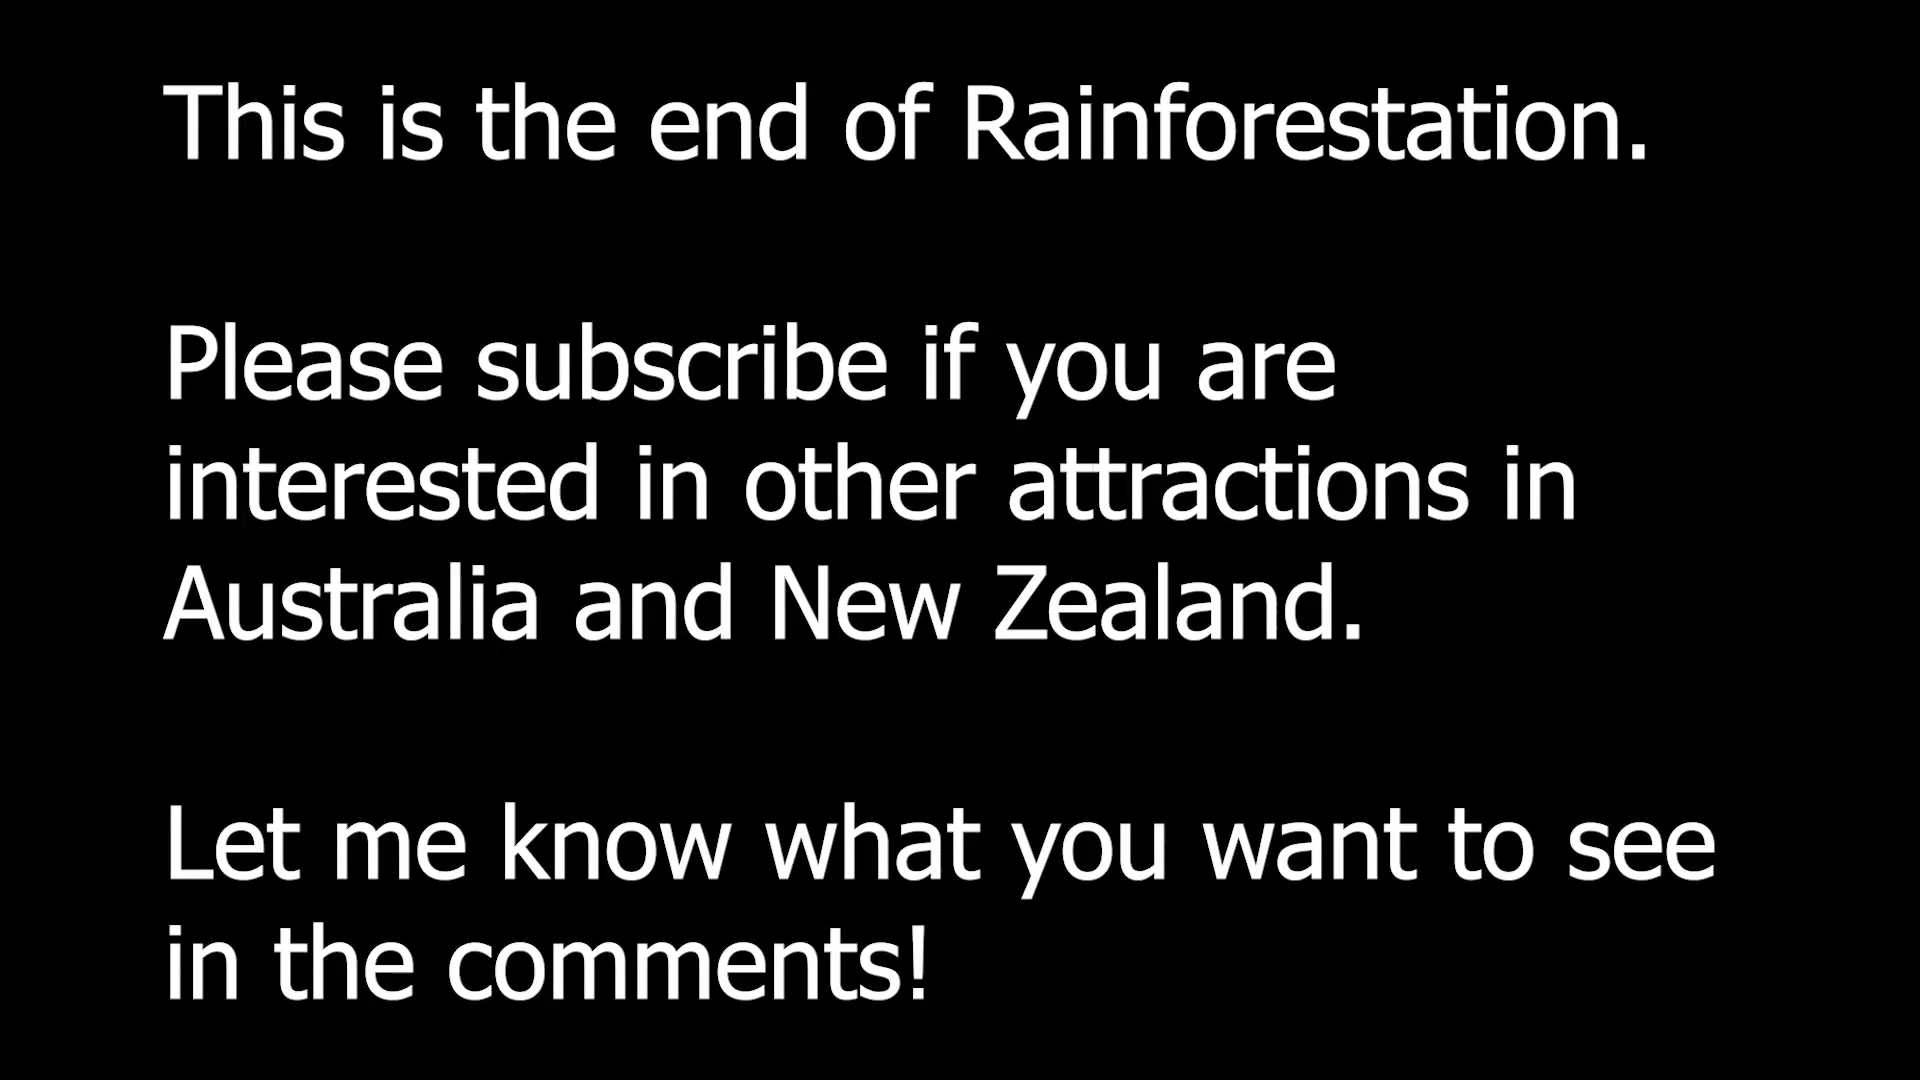 This is the end of Rainforestation.
Please subscribe if you are
interested in other attractions in
Australia and New Zealand.
Let me know what you want to see
in the comments!